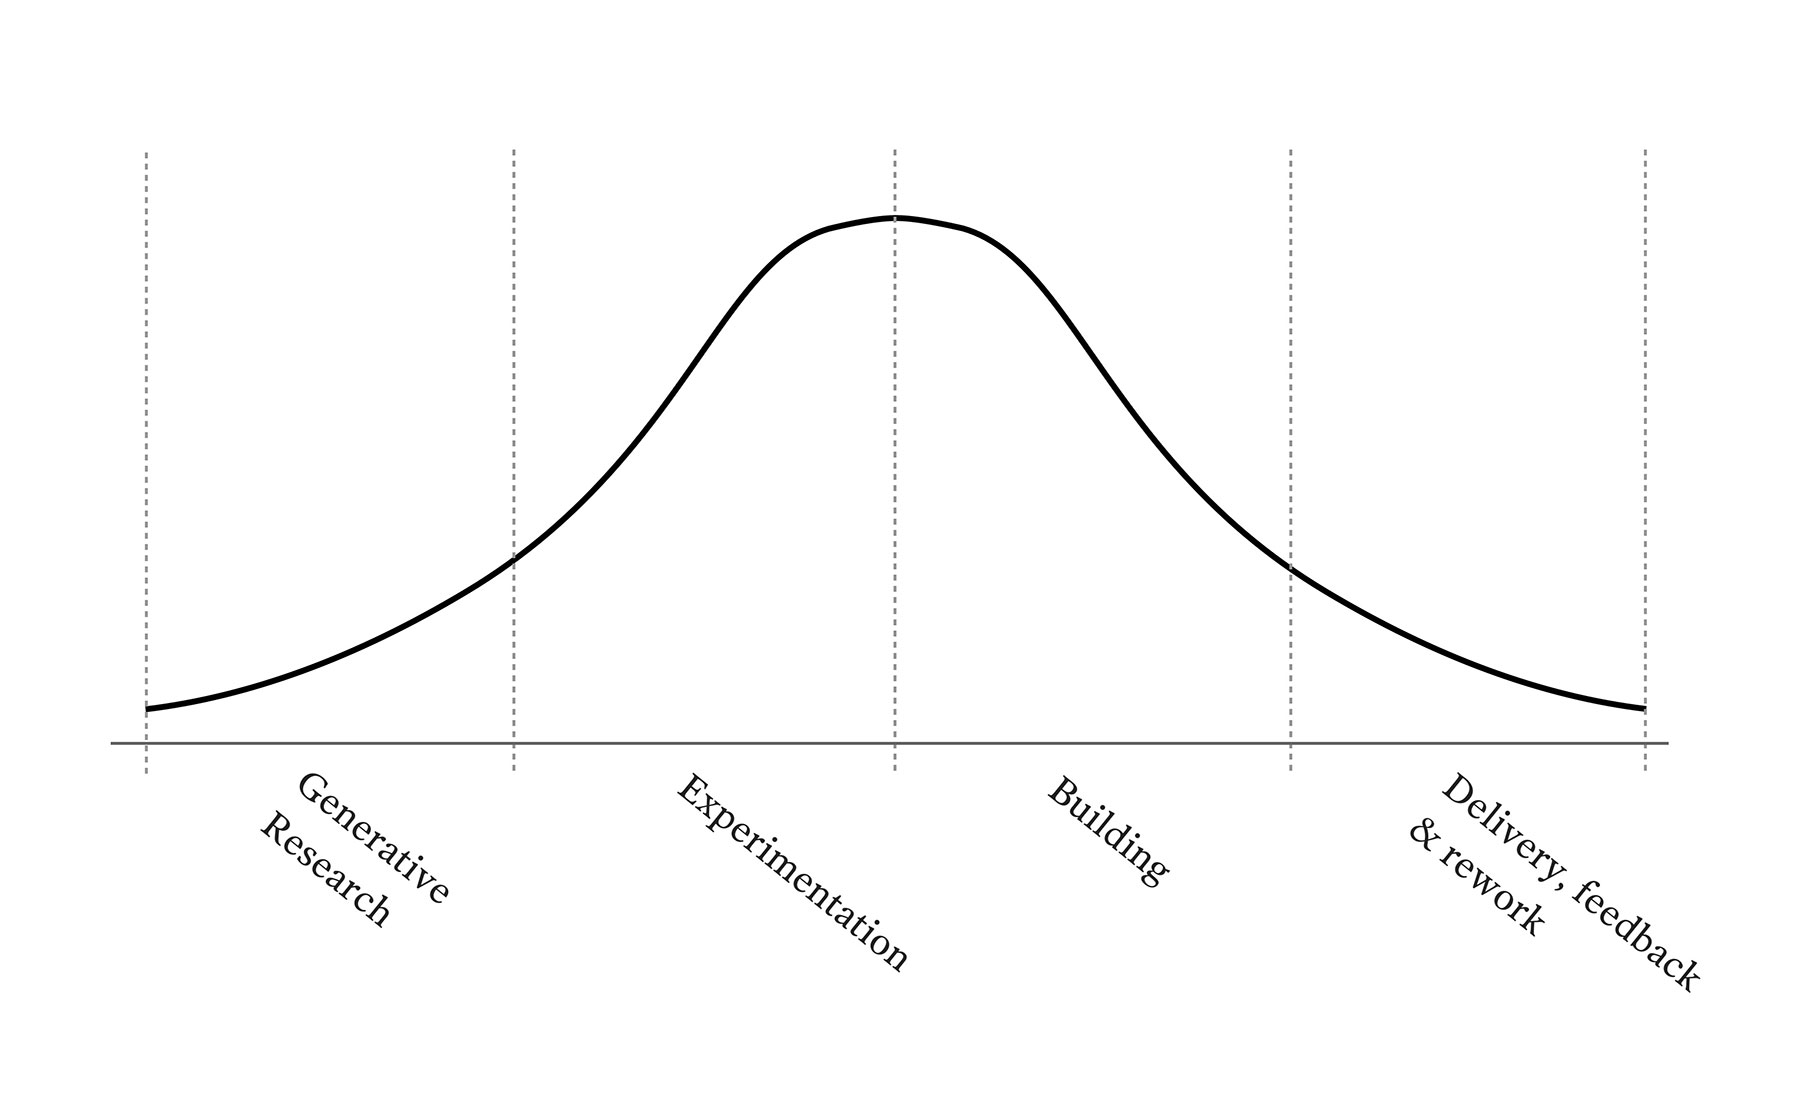 Generative
Research
Experimentation
Building
Delivery, feedback
& rework